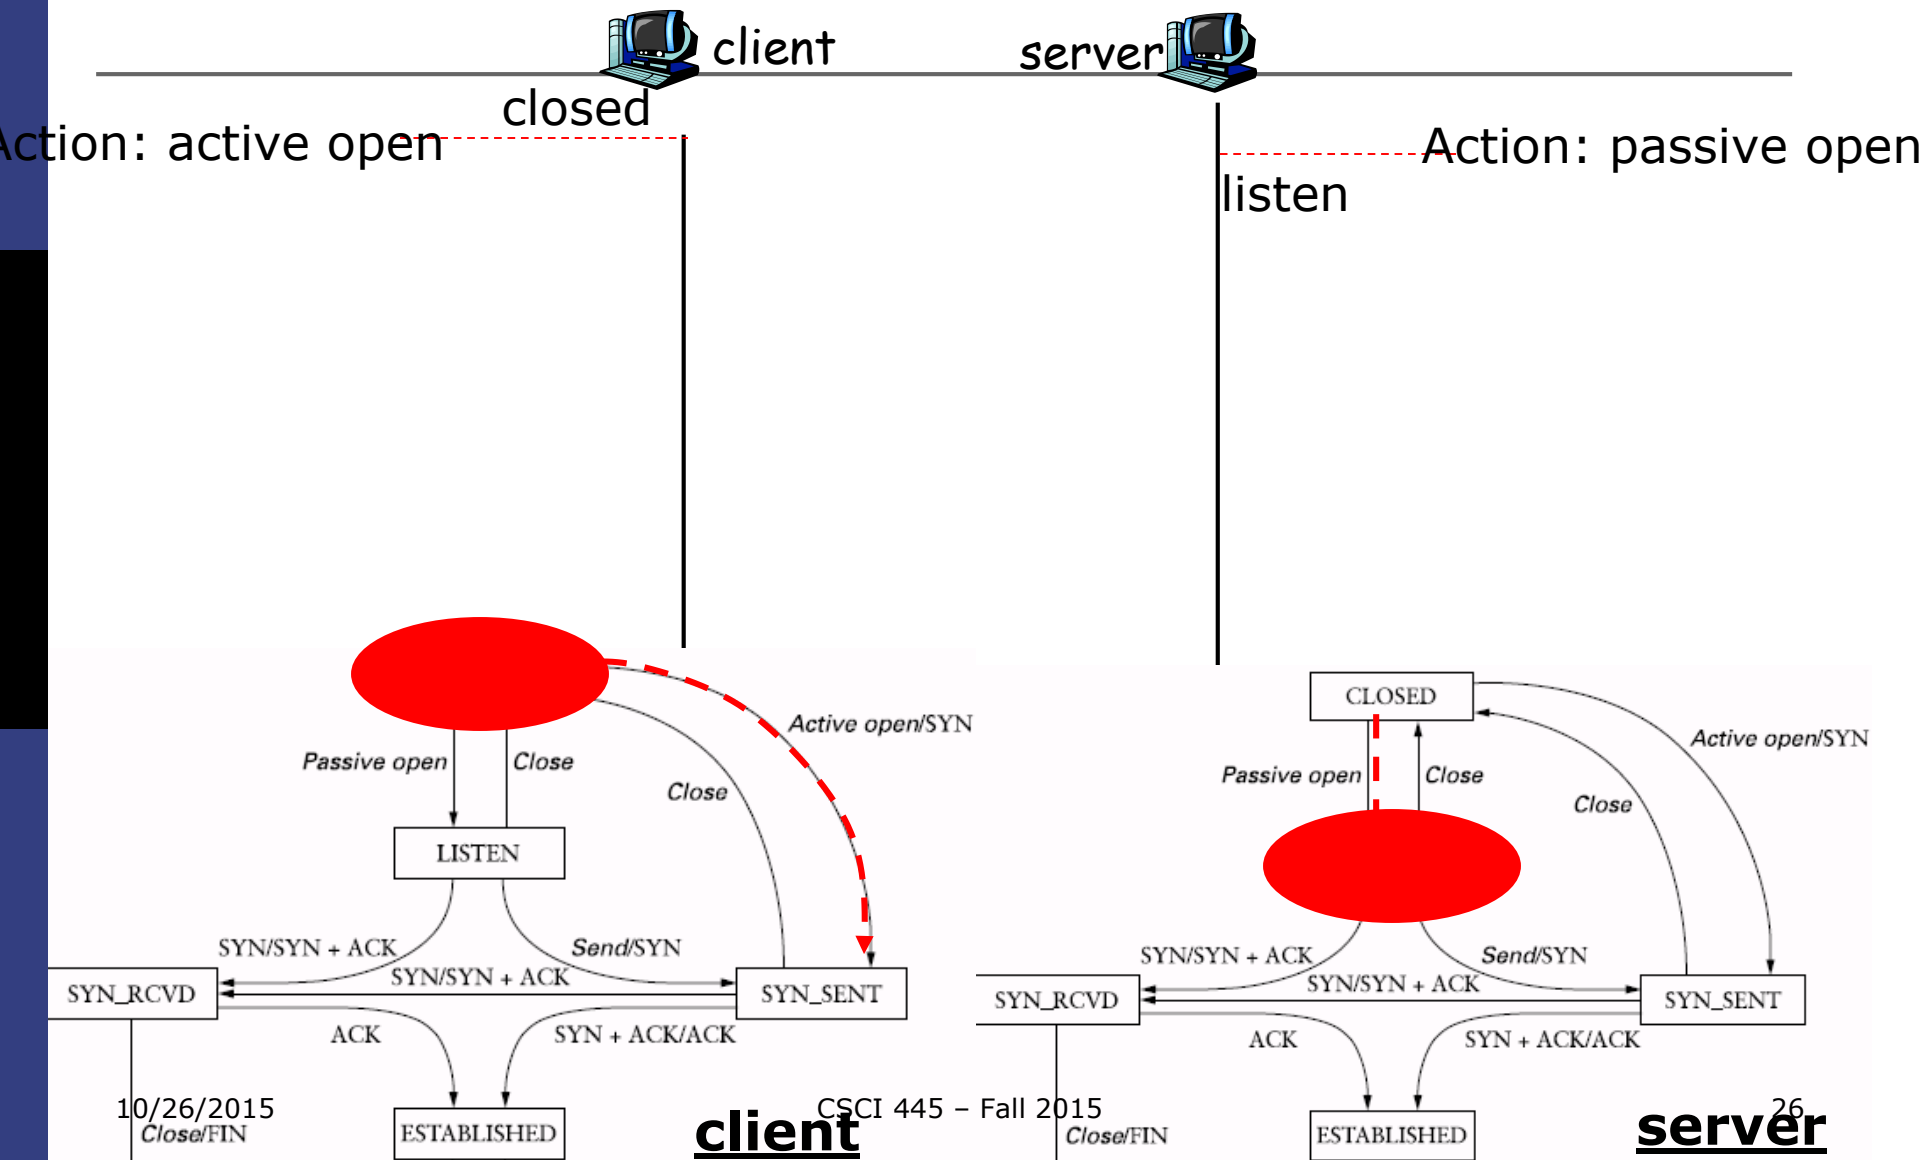 client
server
closed
Action: active open
Action: passive open
listen
Active open/SYN
Passive open
Close
Close
LISTEN
SYN/SYN + ACK
Send/SYN
SYN/SYN + ACK
SYN_RCVD
SYN_SENT
ACK
SYN + ACK/ACK
Close/FIN
ESTABLISHED
client
CLOSED
Active open/SYN
Passive open
Close
Close
SYN/SYN + ACK
Send/SYN
SYN/SYN + ACK
SYN_RCVD
SYN_SENT
ACK
SYN + ACK/ACK
Close/FIN
ESTABLISHED
server
10/26/2015
CSCI 445 – Fall 2015
26